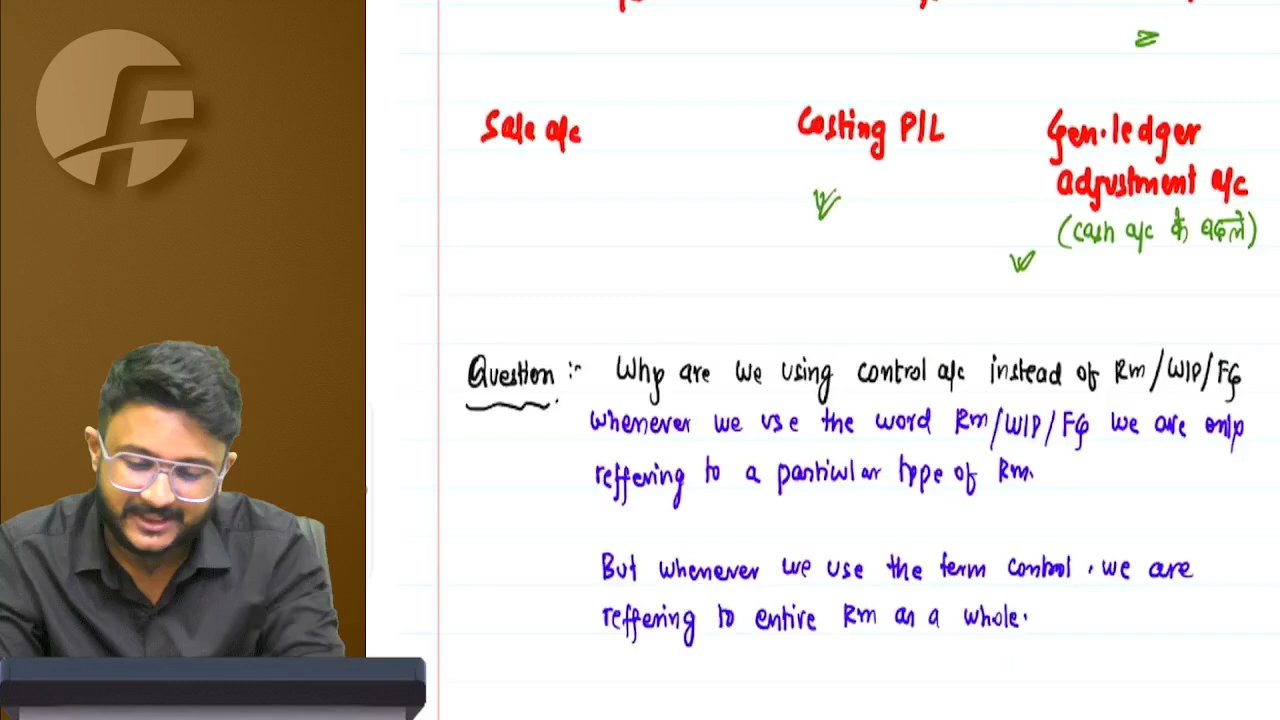 Sale a/c
Costing P/L
Gen. ledger
adjustment a/c
(cash a/c के बदले)
Question :- Why are we using control a/c instead of Rm/WIP/FG
whenever we use the word Rm/WIP/FG we are only
reffering to a particular type of Rm.
But whenever we use the term control, we are
reffering to entire Rm as a whole.